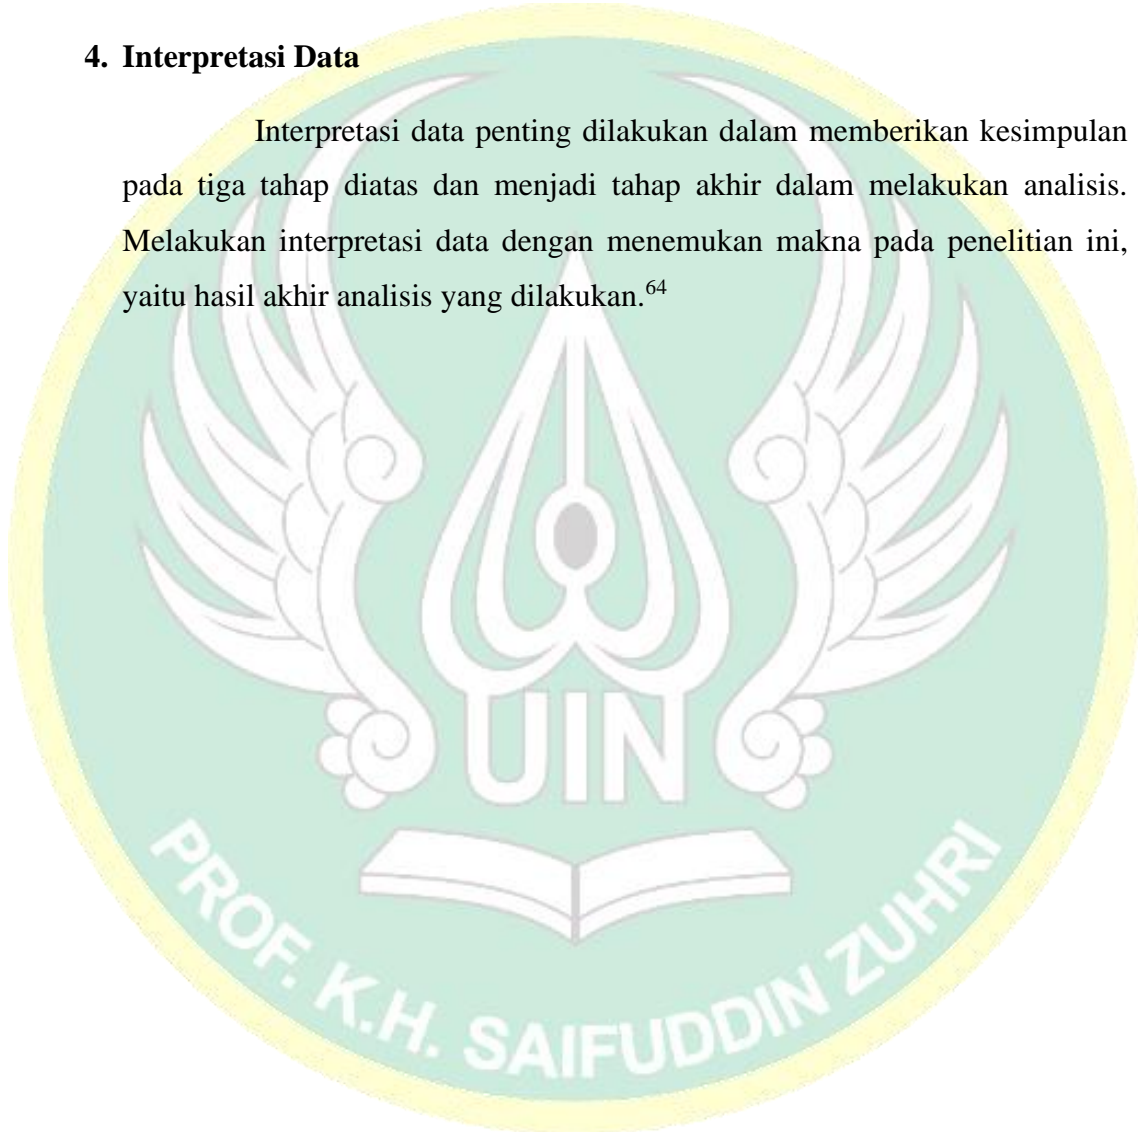 4. Interpretasi Data
Interpretasi data penting dilakukan dalam memberikan kesimpulan
pada tiga tahap diatas dan menjadi tahap akhir dalam melakukan analisis.
Melakukan interpretasi data dengan menemukan makna pada penelitian ini,
yaitu hasil akhir analisis yang dilakukan.64
UIN
PROF. K.H. SAIFUDDIN ZUHRI